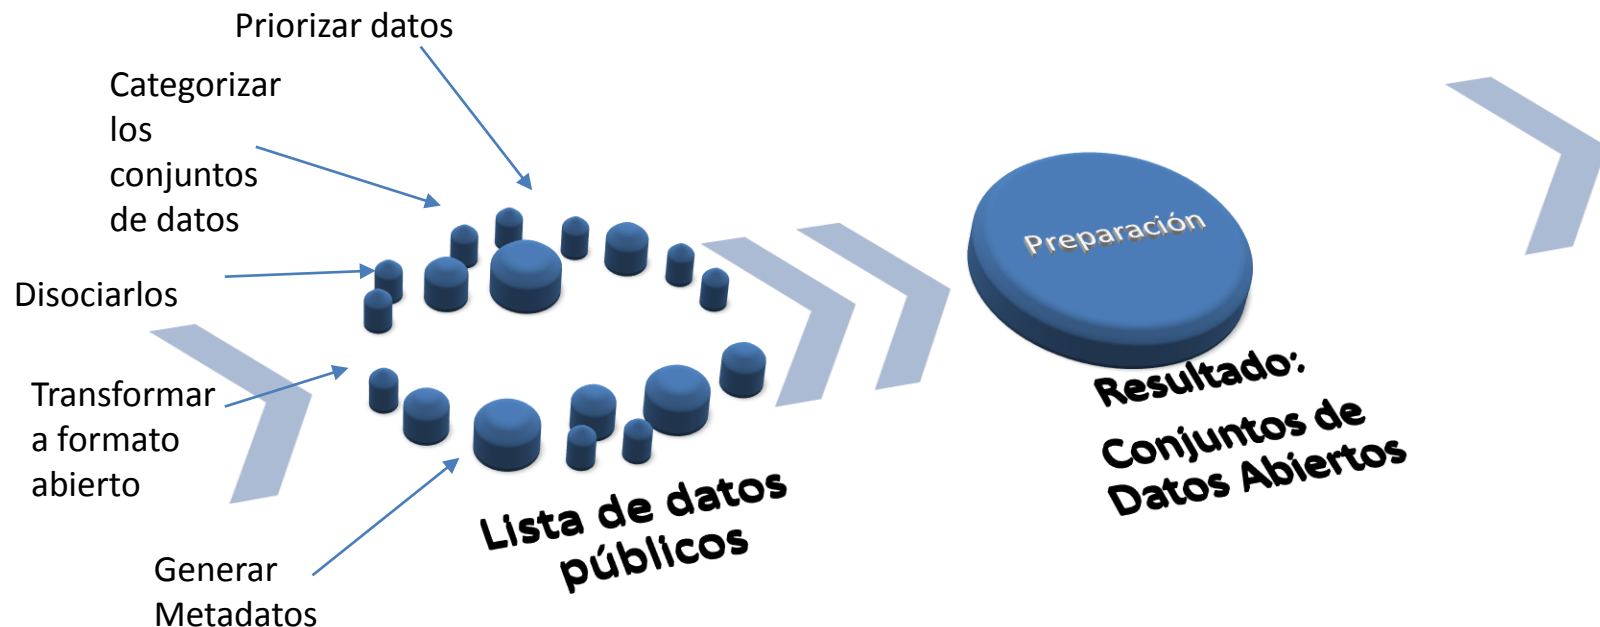 Priorizar datos
Categorizar
los
conjuntos
de datos
Disociarlos
Transformar
a formato
abierto
Generar
Metadatos
Lista de datos
públicos
Preparación
Resultado:
Conjuntos de
Datos Abiertos